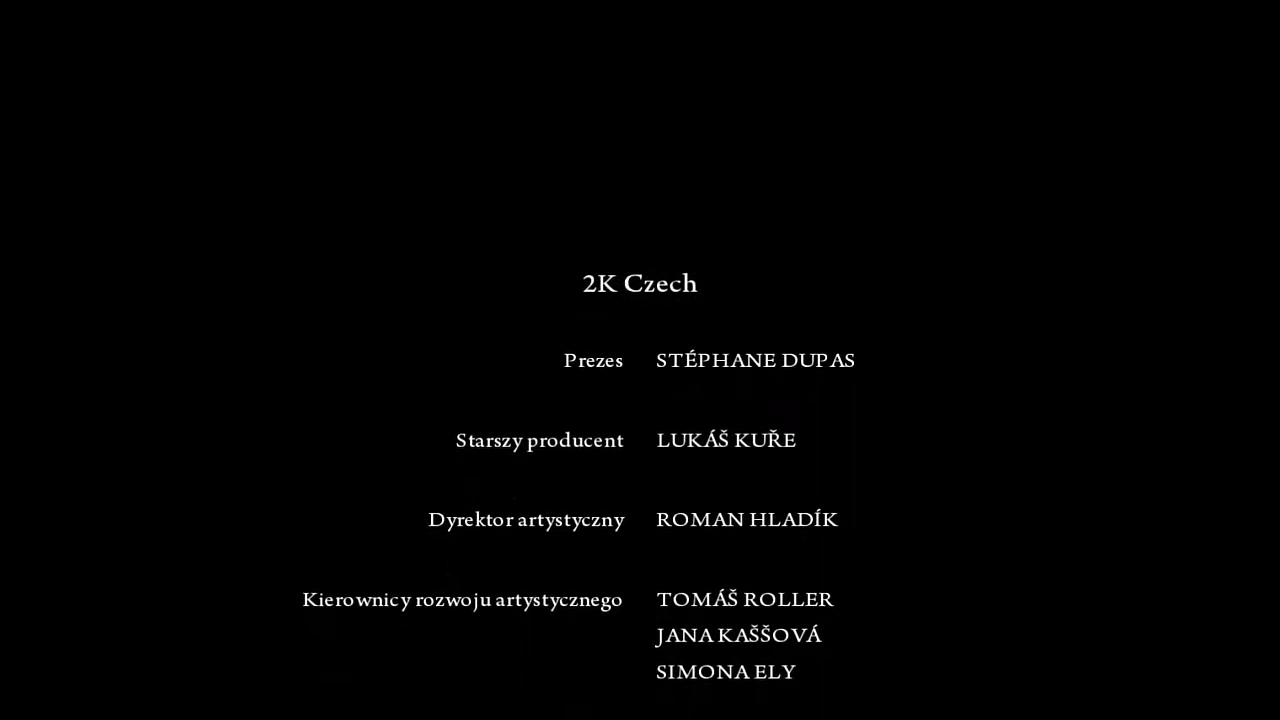 2K Czech
Prezes STÉPHANE DUPAS
Starszy producent LUKÁŠ KUŘE
Dyrektor artystyczny ROMAN HLADÍK
Kierownicy rozwoju artystycznego TOMÁŠ ROLLER
JANA KAŠŠOVÁ
SIMONA ELY